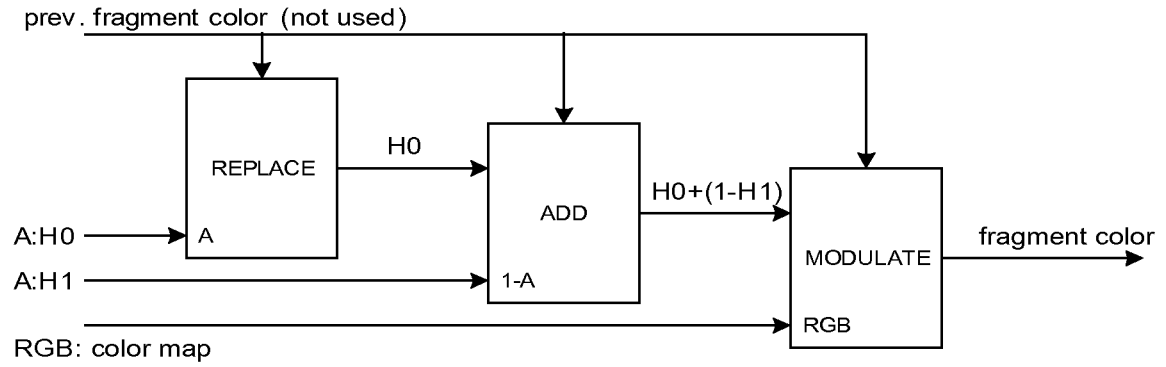 prev. fragment color (not used)
REPLACE
H0
A:H0
A
ADD
H0+(1-H1)
A:H1
1-A
MODULATE
fragment color
RGB
RGB: color map